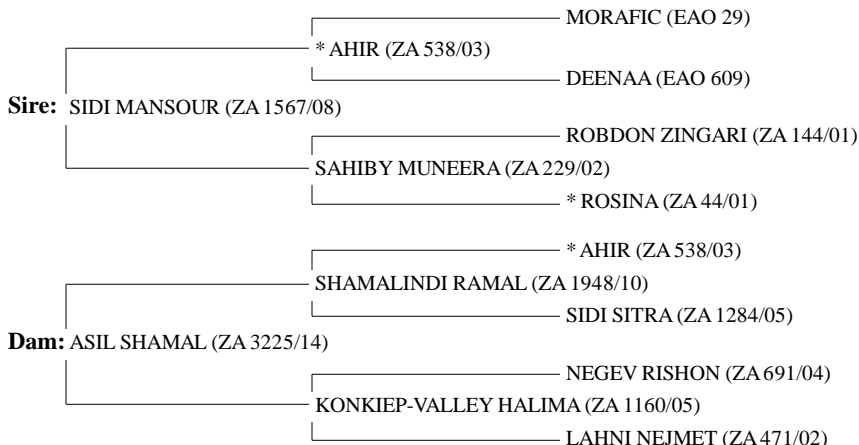 MORAFIC (EAO 29)
* AHIR (ZA 538/03)
DEENAA (EAO 609)
Sire: SIDI MANSOUR (ZA 1567/08)
ROBDON ZINGARI (ZA 144/01)
SAHIBY MUNEERA (ZA 229/02)
* ROSINA (ZA 44/01)
* AHIR (ZA 538/03)
SHAMALINDI RAMAL (ZA 1948/10)
SIDI SITRA (ZA 1284/05)
Dam: ASIL SHAMAL (ZA 3225/14)
NEGEV RISHON (ZA 691/04)
KONKIEP-VALLEY HALIMA (ZA 1160/05)
LAHNI NEJMET (ZA 471/02)